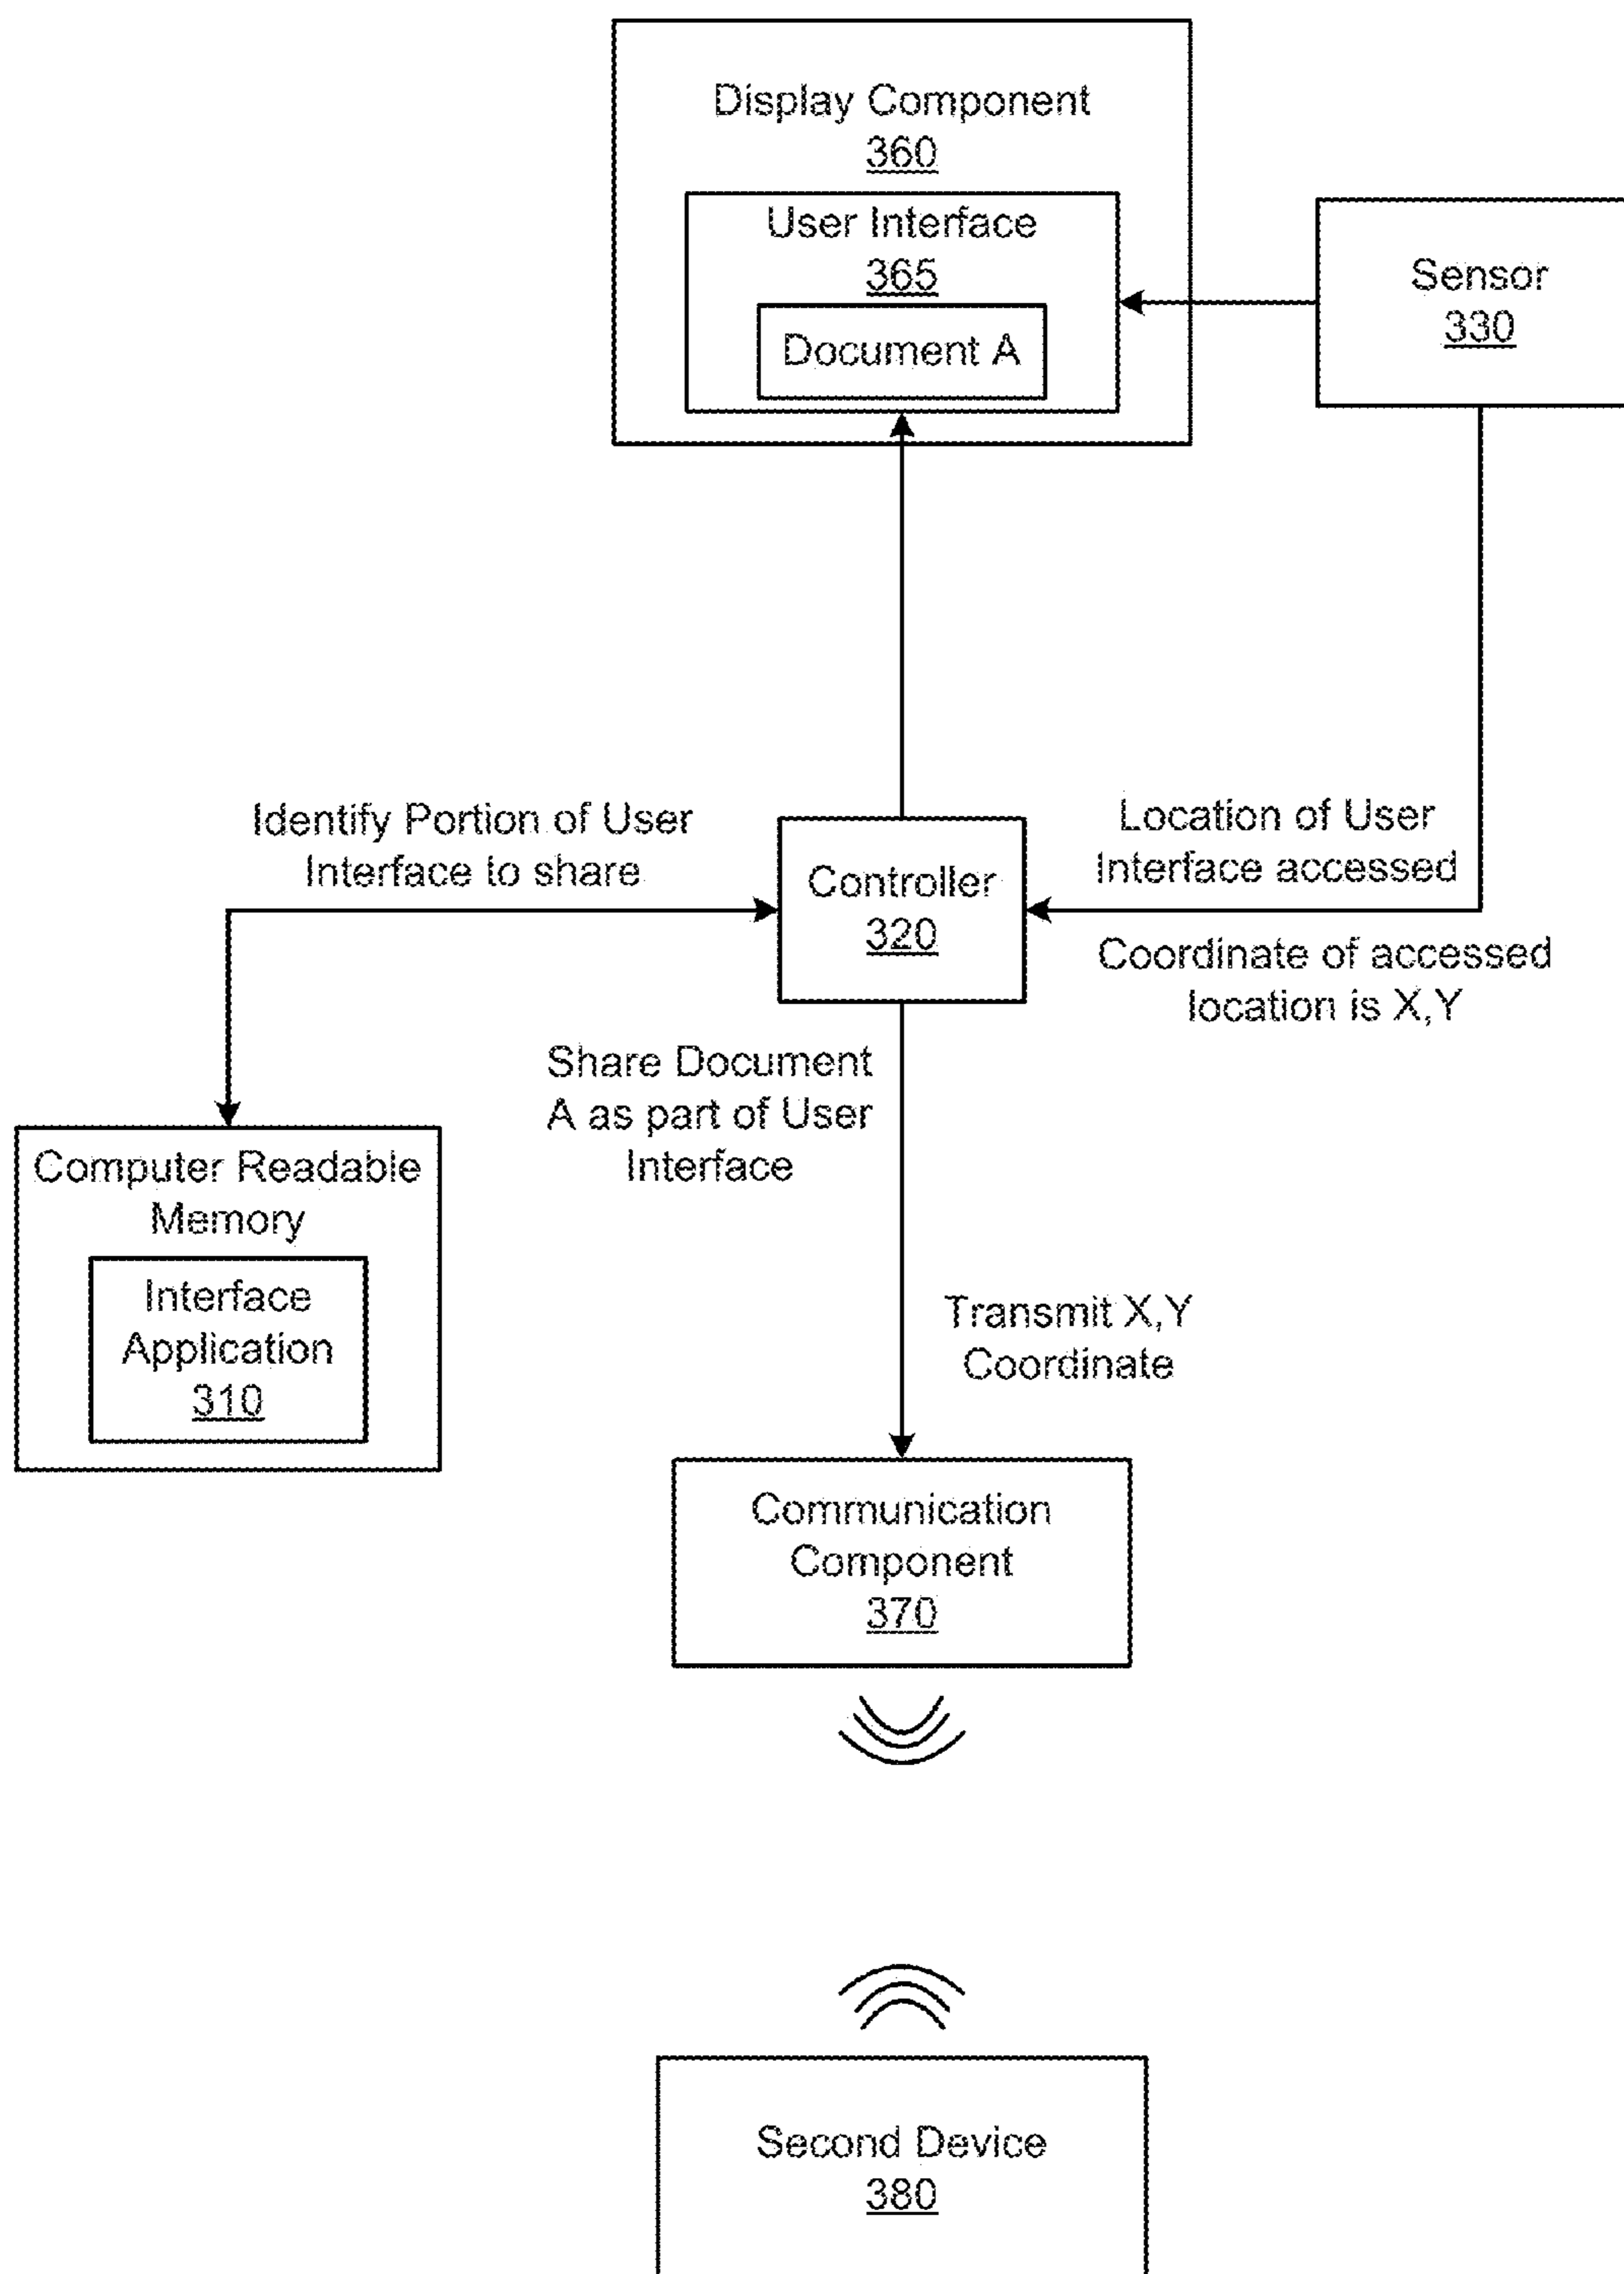 Display Component
360
User Interface
365
Document A
Sensor
330
Identify Portion of User
Interface to share
Controller
320
Location of User
Interface accessed
Coordinate of accessed
location is X,Y
Share Document
A as part of User
Interface
Computer Readable
Memory
Interface
Application
310
Transmit X,Y
Coordinate
Communication
Component
370
Second Device
380